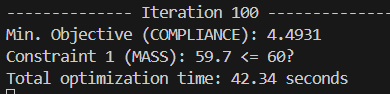 -------------- Iteration 100 --------------
Min. Objective (COMPLIANCE): 4.4931
Constraint 1 (MASS): 59.7 <= 60?
Total optimization time: 42.34 seconds